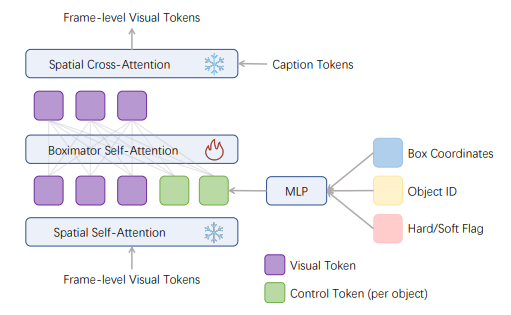 Frame-level Visual Tokens
Spatial Cross-Attention
Caption Tokens
Boximator Self-Attention
Box Coordinates
MLP
Object ID
Hard/Soft Flag
Spatial Self-Attention
Visual Token
Frame-level Visual Tokens
Control Token (per object)